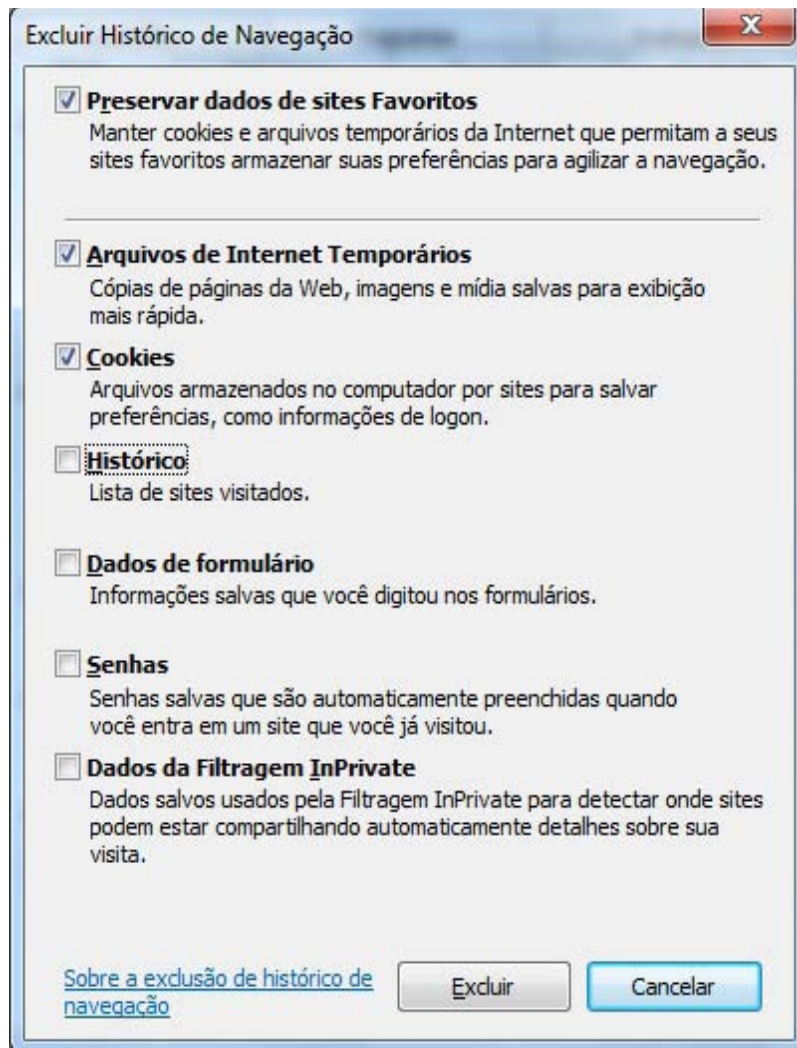 Excluir Histórico de Navegação
Preservar dados de sites Favoritos
Manter cookies e arquivos temporários da Internet que permitam a seus
sites favoritos armazenar suas preferências para agilizar a navegação.
Arquivos de Internet Temporários
Cópias de páginas da Web, imagens e mídia salvas para exibição
mais rápida.
Cookies
Arquivos armazenados no computador por sites para salvar
preferências, como informações de logon.
Histórico
Lista de sites visitados.
Dados de formulário
Informações salvas que você digitou nos formulários.
Senhas
Senhas salvas que são automaticamente preenchidas quando
você entra em um site que você já visitou.
Dados da Filtragem InPrivate
Dados salvos usados pela Filtragem InPrivate para detectar onde sites
podem estar compartilhando automaticamente detalhes sobre sua
visita.
Sobre a exclusão de histórico de
navegação
Excluir
Cancelar